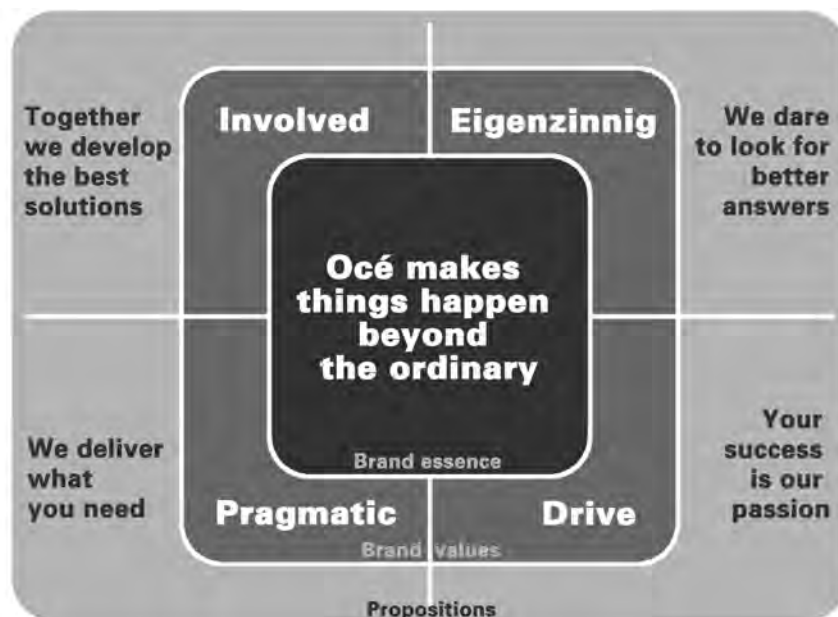 Together
we develop
the best
solutions
Involved
Eigenzinnig
We dare
to look for
better
answers
Océ makes
things happen
beyond
the ordinary
Brand essence
We deliver
what
you need
Pragmatic
Drive
Your
success
is our
passion
Brand values
Propositions